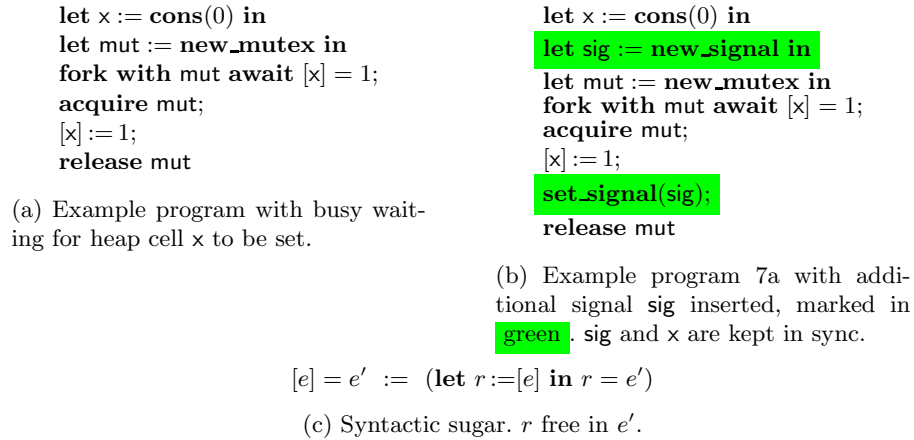 let x := cons(0) in
let mut := new_mutex in
fork with mut await [x] = 1;
acquire mut;
[x] := 1;
release mut
(a) Example program with busy wait-
ing for heap cell x to be set.
let x := cons(0) in
let sig := new_signal in
let mut := new_mutex in
fork with mut await [x] = 1;
acquire mut;
[x] := 1;
set_signal(sig);
release mut
(b) Example program 7a with addi-
tional signal sig inserted, marked in
green . sig and x are kept in sync.
[e] = e′ := (let r :=[e] in r = e′)
(c) Syntactic sugar. r free in e′.